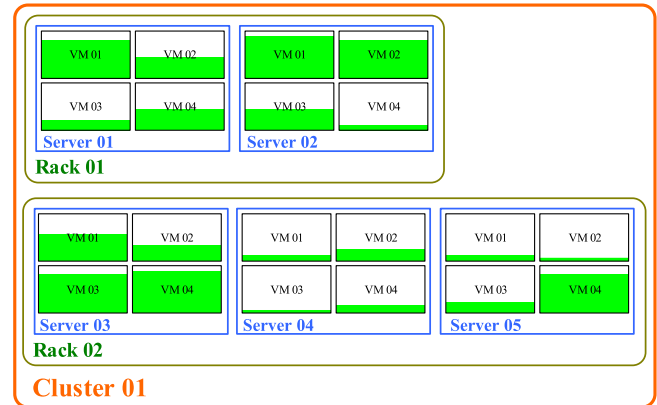 VM 01 VM 02 VM 01 VM 02
VM 03 VM 04 VM 03 VM 04
Server 01 Server 02
Rack 01
VM 01 VM 02 VM 01 VM 02 VM 01 VM 02
VM 03 VM 04 VM 03 VM 04 VM 03 VM 04
Server 03 Server 04 Server 05
Rack 02
Cluster 01